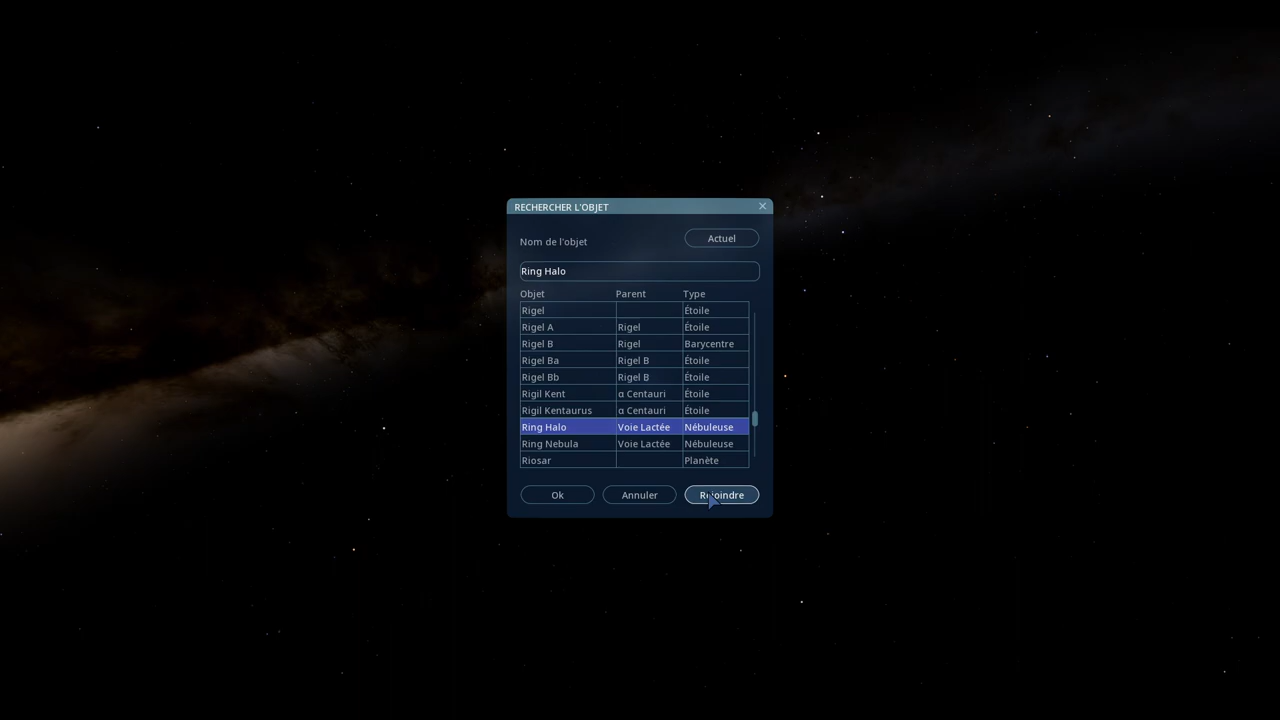 RECHERCHER L'OBJET
Nom de l'objet
Actuel
Ring Halo
Objet Parent Type
Rigel Étoile
Rigel A Rigel Étoile
Rigel B Rigel Barycentre
Rigel Ba Rigel B Étoile
Rigel Bb Rigel B Étoile
Rigil Kent α Centauri Étoile
Rigil Kentaurus α Centauri Étoile
Ring Halo Voie Lactée Nébuleuse
Ring Nebula Voie Lactée Nébuleuse
Riosar Planète
Ok Annuler Rejoindre